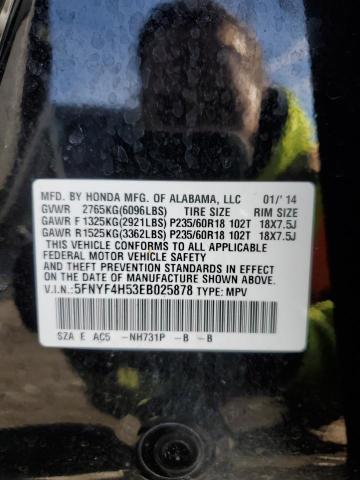 MFD. BY HONDA MFG. OF ALABAMA, LLC 01/'14
GVWR 2765KG(6096LBS) TIRE SIZE RIM SIZE
GAWR F 1325KG(2921LBS) P235/60R18 102T 18X7.5J
GAWR R 1525KG(3362LBS) P235/60R18 102T 18X7.5J
THIS VEHICLE CONFORMS TO ALL APPLICABLE
FEDERAL MOTOR VEHICLE SAFETY
AND THEFT PREVENTION STANDARDS IN EFFECT
ON THE DATE OF MANUFACTURE SHOWN ABOVE.
V.I.N.: 5FNYF4H53EB025878 TYPE: MPV
SZA E AC5 -NH731P -B -B